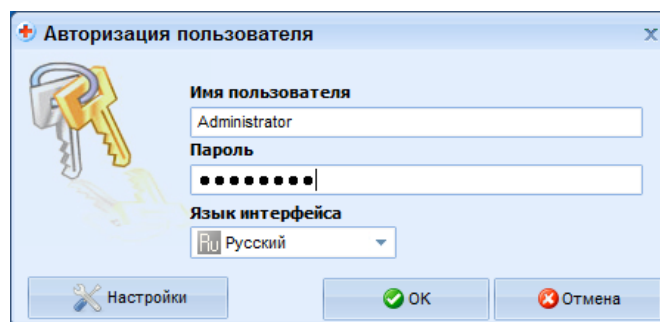 Авторизация пользователя
Имя пользователя
Administrator
Пароль
●●●●●●●●
Язык интерфейса
Ru Русский
Настройки
OK
Отмена